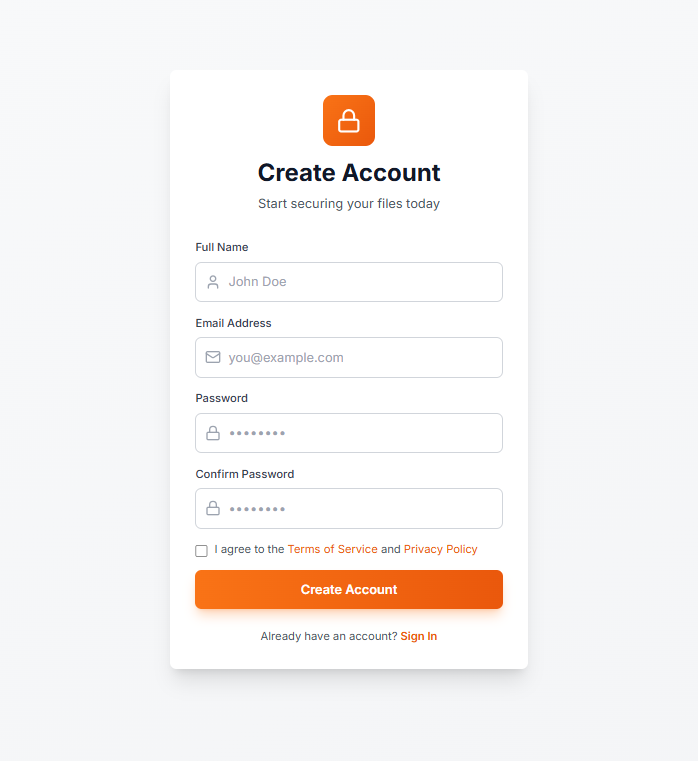 Create Account
Start securing your files today
Full Name
John Doe
Email Address
you@example.com
Password
••••••••
Confirm Password
••••••••
I agree to the Terms of Service and Privacy Policy
Create Account
Already have an account? Sign In